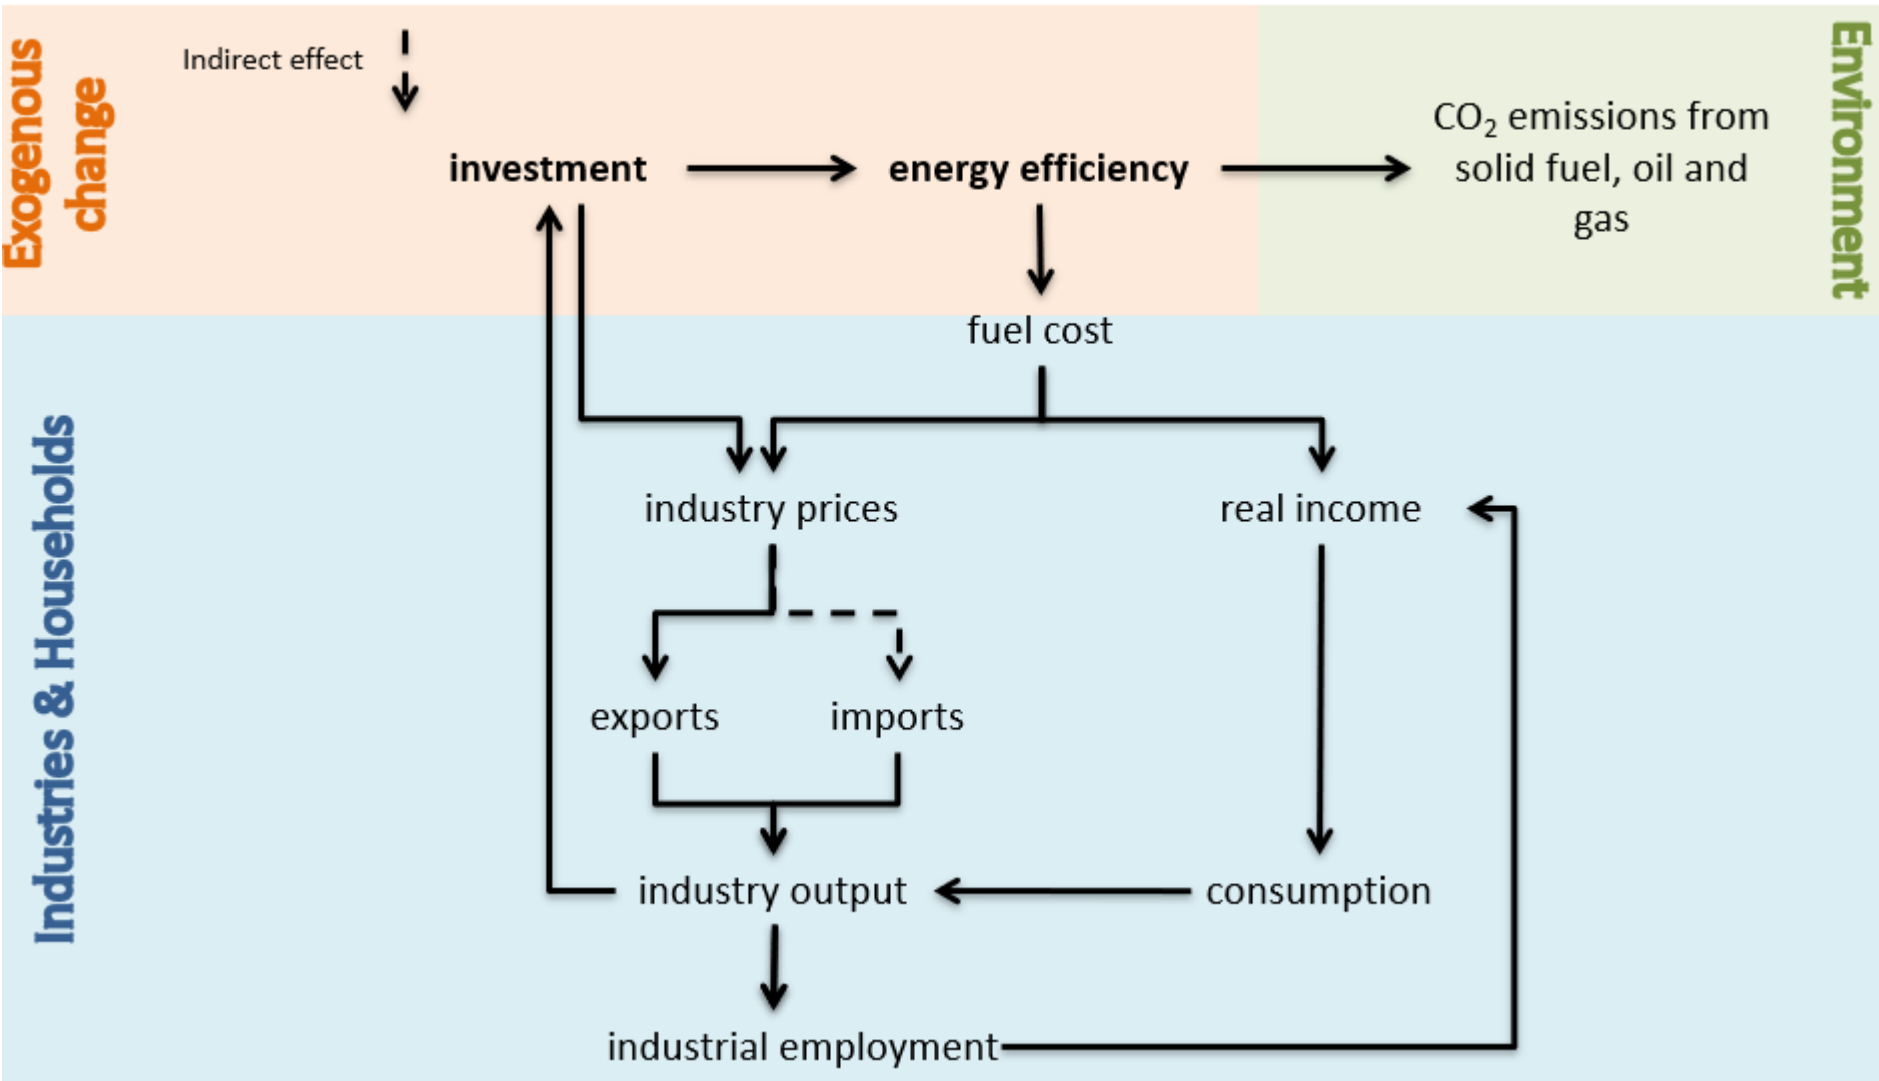 Exogenous
change
Indirect effect
investment
energy efficiency
CO₂ emissions from
solid fuel, oil and
gas
Environment
fuel cost
Industries & Households
industry prices
real income
exports
imports
industry output
consumption
industrial employment